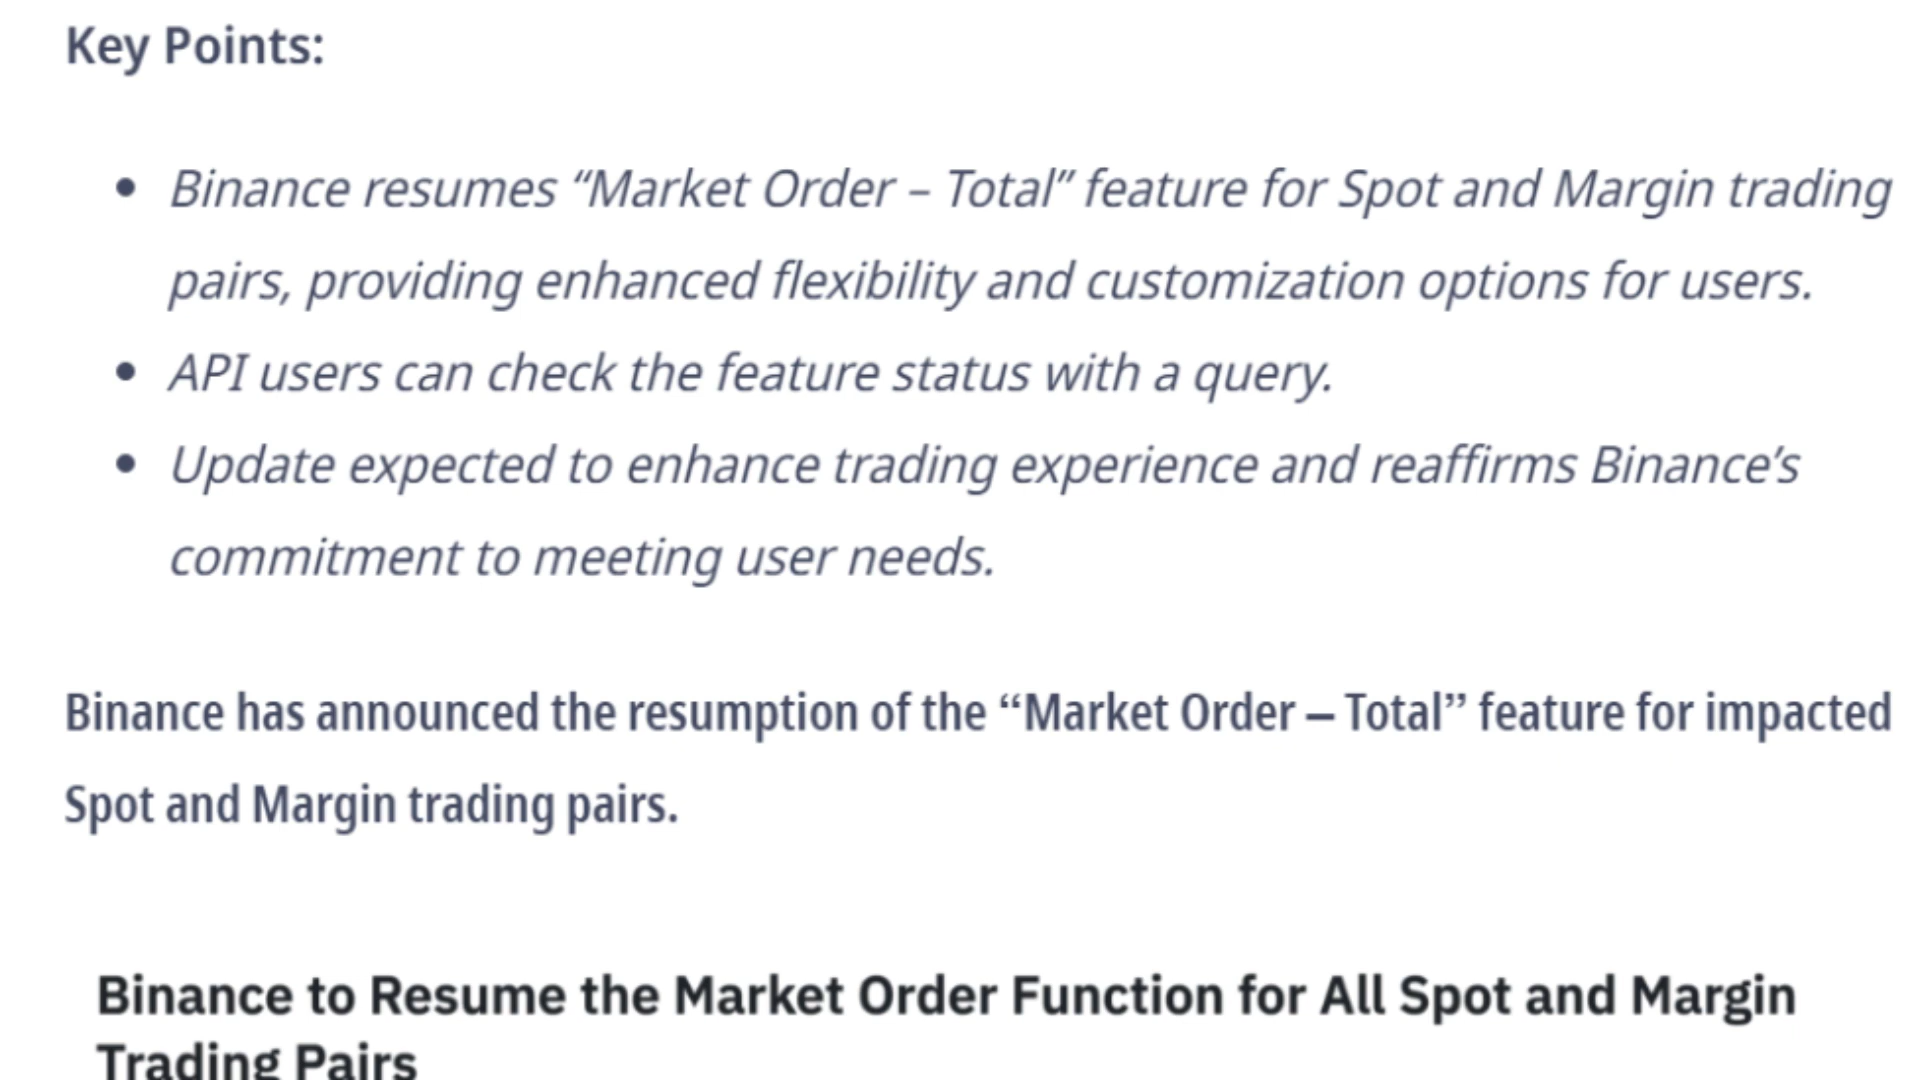 Key Points:
• Binance resumes “Market Order – Total” feature for Spot and Margin trading
pairs, providing enhanced flexibility and customization options for users.
• API users can check the feature status with a query.
• Update expected to enhance trading experience and reaffirms Binance’s
commitment to meeting user needs.
Binance has announced the resumption of the “Market Order – Total” feature for impacted
Spot and Margin trading pairs.
Binance to Resume the Market Order Function for All Spot and Margin
Trading Pairs